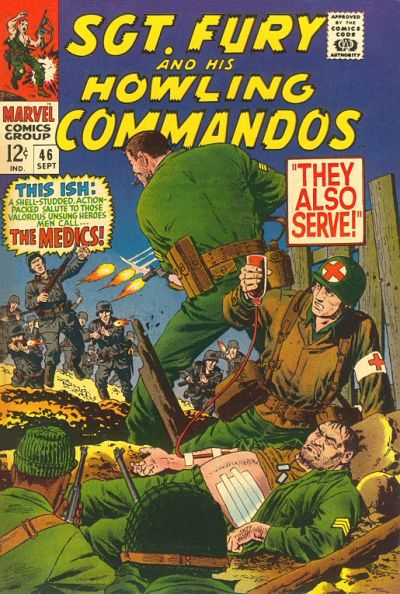 SGT. FURY
AND HIS
HOWLING
COMMANDOS
APPROVED
BY THE
COMICS
CODE
AUTHORITY
MARVEL
COMICS
GROUP
12¢
IND.
46
SEPT
THIS ISH:
A SHELL-STUDDED, ACTION-
PACKED SALUTE TO THOSE
VALOROUS UNSUNG HEROES
MEN CALL...
THE MEDICS!
"THEY
ALSO
SERVE!"